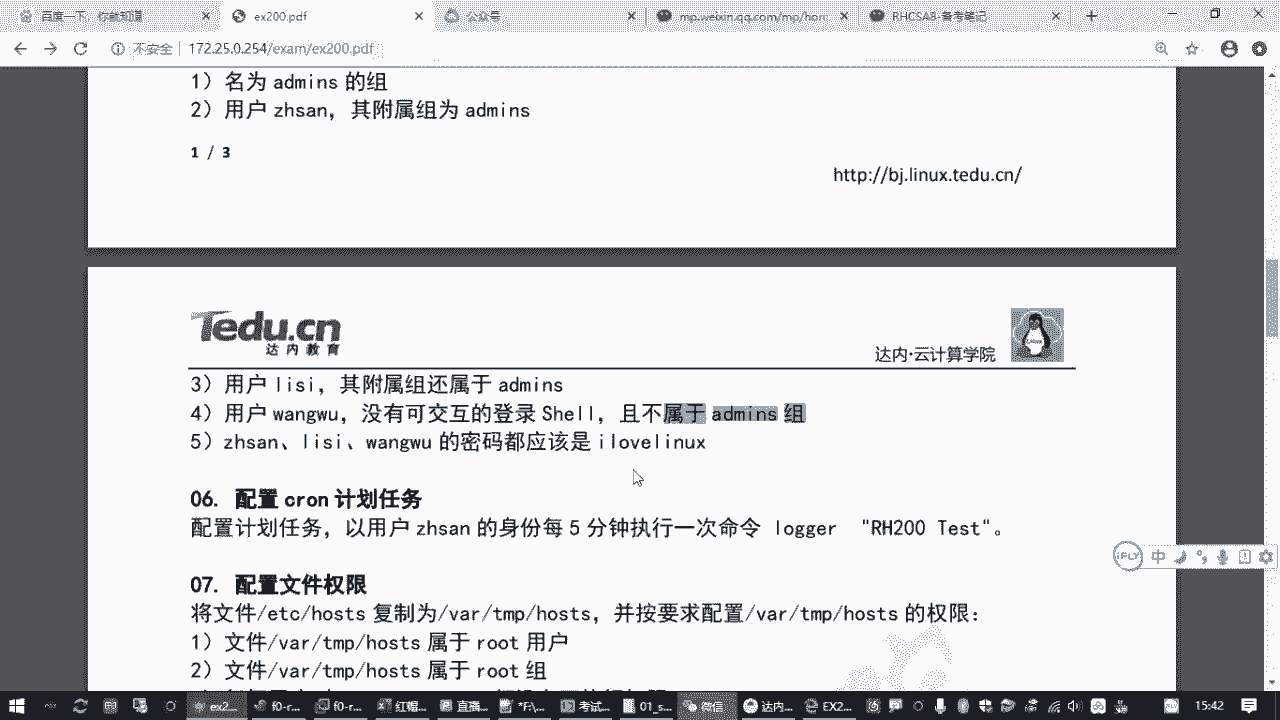 百度一下，你就知道
ex200.pdf
公众号
mp.weixin.qq.com/mp/hom
RHCSA8-备考笔记
不安全
172.25.0.254/exam/ex200.pdf
1）名为 admins 的组
2）用户 zhsan，其附属组为 admins
1 / 3
http://bj.linux.tedu.cn/
Tedu.cn
达内教育
达内·云计算学院
3）用户 lisi，其附属组还属于 admins
4）用户 wangwu，没有可交互的登录 Shell，且不属于 admins 组
5）zhsan、lisi、wangwu 的密码都应该是 ilovelinux
06. 配置 cron 计划任务
配置计划任务，以用户 zhsan 的身份每 5 分钟执行一次命令 logger "RH200 Test"。
07. 配置文件权限
将文件/etc/hosts 复制为/var/tmp/hosts，并按要求配置/var/tmp/hosts 的权限：
1）文件/var/tmp/hosts 属于 root 用户
2）文件/var/tmp/hosts 属于 root 组
iFLY
中
ex2...
f0-r...
f0-r...
红帽...
直播...
考试...
01_s...
微信
达内...
EX2...
15:42